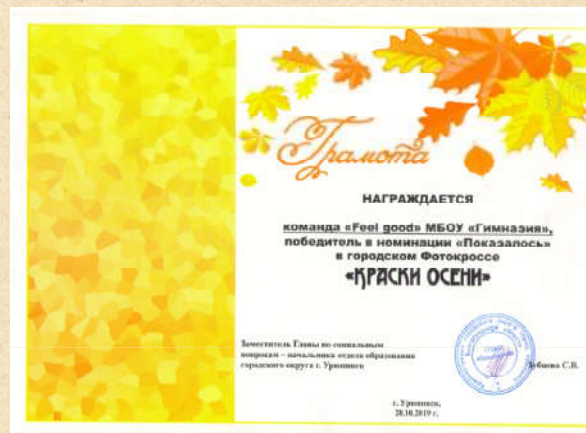 Грамота
НАГРАЖДАЕТСЯ
команда «Feel good» МБОУ «Гимназия»,
победитель в номинации «Показалось»
в городском Фотокроссе
«КРАСКИ ОСЕНИ»
Заместитель Главы по социальным
вопросам – начальника отдела образования
городского округа г. Урюпинск
Зубцова С.В.
г. Урюпинск,
28.10.2019 г.